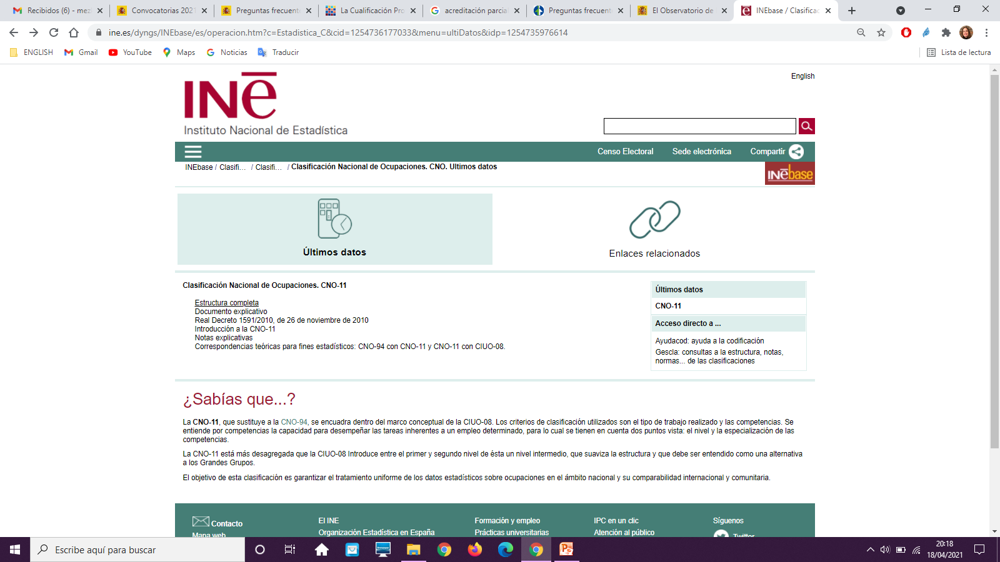 Recibidos (6) - mez
Convocatorias 2021
Preguntas frecuent
La Cualificación Pro
acreditación parcial
Preguntas frecuent
El Observatorio de
INEbase / Clasific
ine.es/dyngs/INEbase/es/operacion.htm?c=Estadistica_C&cid=1254736177033&menu=ultiDatos&idp=1254735976614
ENGLISH
Gmail
YouTube
Maps
Noticias
Traducir
Lista de lectura
English
INe
Instituto Nacional de Estadística
Censo Electoral
Sede electrónica
Compartir
INEbase / Clasifi... / Clasifi... / Clasificación Nacional de Ocupaciones. CNO. Ultimos datos
INebase
Últimos datos
Enlaces relacionados
Clasificación Nacional de Ocupaciones. CNO-11
Estructura completa
Documento explicativo
Real Decreto 1591/2010, de 26 de noviembre de 2010
Introducción a la CNO-11
Notas explicativas
Correspondencias teóricas para fines estadísticos: CNO-94 con CNO-11 y CNO-11 con CIUO-08.
Últimos datos
CNO-11
Acceso directo a ...
Ayudacod: ayuda a la codificación
Gescla: consultas a la estructura, notas,
normas... de las clasificaciones
¿Sabías que...?
La CNO-11, que sustituye a la CNO-94, se encuadra dentro del marco conceptual de la CIUO-08. Los criterios de clasificación utilizados son el tipo de trabajo realizado y las competencias. Se
entiende por competencias la capacidad para desempeñar las tareas inherentes a un empleo determinado, para lo cual se tienen en cuenta dos puntos vista: el nivel y la especialización de las
competencias.
La CNO-11 está más desagregada que la CIUO-08 Introduce entre el primer y segundo nivel de ésta un nivel intermedio, que suaviza la estructura y que debe ser entendido como una alternativa
a los Grandes Grupos.
El objetivo de esta clasificación es garantizar el tratamiento uniforme de los datos estadísticos sobre ocupaciones en el ámbito nacional y su comparabilidad internacional y comunitaria.
Contacto
Mapa web
El INE
Organización Estadística en España
Formación y empleo
Prácticas universitarias
IPC en un clic
Atención al público
Síguenos
Twitter
Escribe aquí para buscar
20:18
18/04/2021